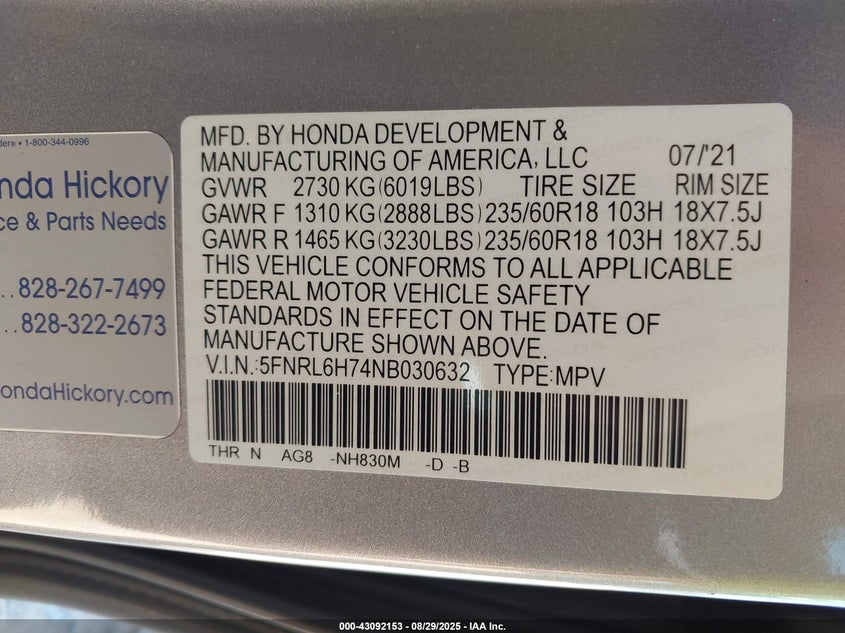 dere • 1-800-344-0996
nda Hickory
ce & Parts Needs
...828-267-7499
...828-322-2673
ondaHickory.com
MFD. BY HONDA DEVELOPMENT &
MANUFACTURING OF AMERICA, LLC 07/'21
GVWR 2730 KG(6019LBS) TIRE SIZE RIM SIZE
GAWR F 1310 KG(2888LBS) 235/60R18 103H 18X7.5J
GAWR R 1465 KG(3230LBS) 235/60R18 103H 18X7.5J
THIS VEHICLE CONFORMS TO ALL APPLICABLE
FEDERAL MOTOR VEHICLE SAFETY
STANDARDS IN EFFECT ON THE DATE OF
MANUFACTURE SHOWN ABOVE.
V.I.N.:5FNRL6H74NB030632 TYPE:MPV
THR N AG8 -NH830M -D -B
000-43092153 - 08/29/2025 - IAA Inc.